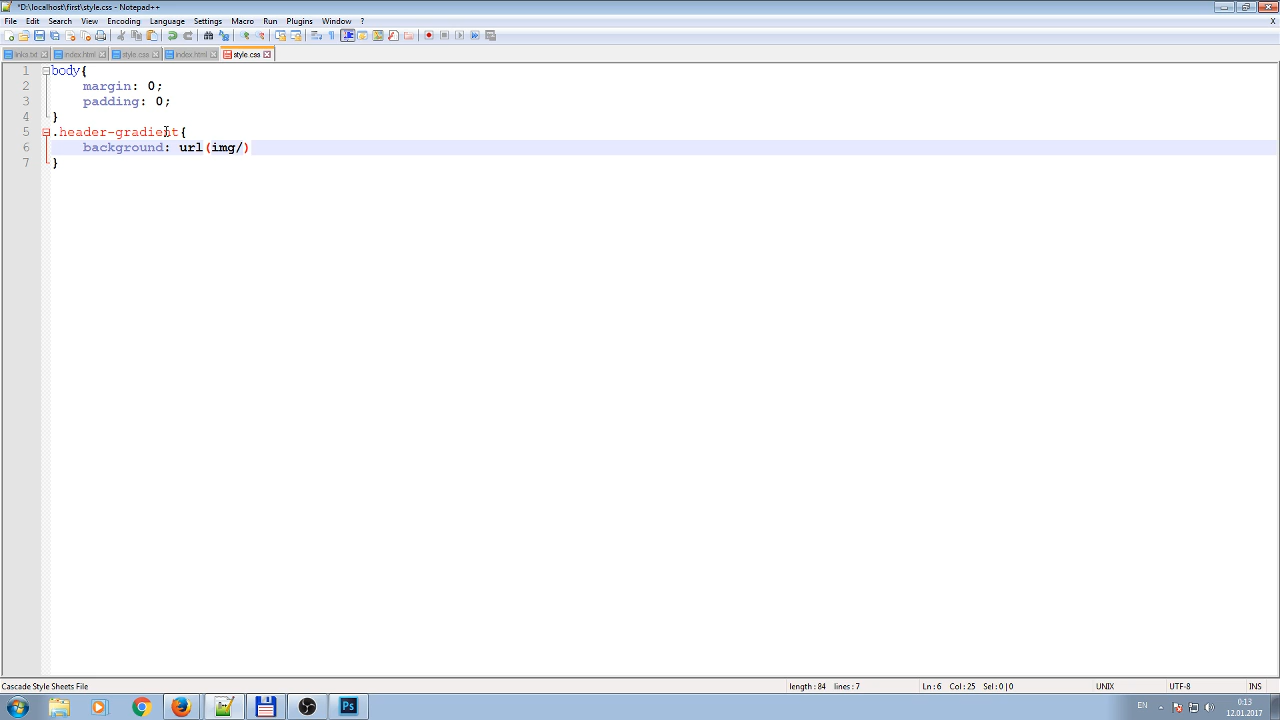 *D:\localhost\first\style.css - Notepad++
File Edit Search View Encoding Language Settings Macro Run Plugins Window ? X
links.txt index.html style.css index.html style.css
1 body{
2 margin: 0;
3 padding: 0;
4 }
5 .header-gradient{
6 background: url(img/)
7 }
Cascade Style Sheets File length : 84 lines : 7 Ln : 6 Col : 25 Sel : 0 | 0 UNIX UTF-8 INS
Ps EN 0:13
12.01.2017